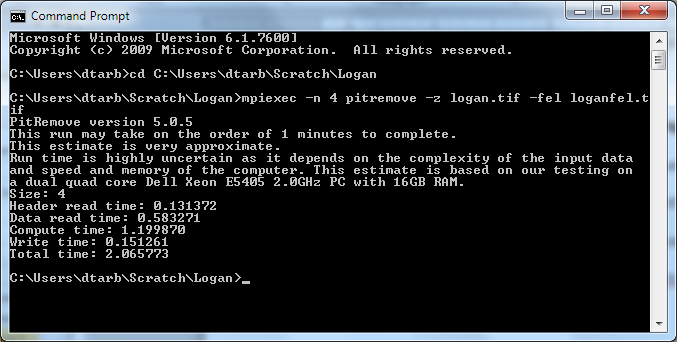 Command Prompt
Microsoft Windows [Version 6.1.7600]
Copyright (c) 2009 Microsoft Corporation.  All rights reserved.
C:\Users\dtarb>cd C:\Users\dtarb\Scratch\Logan
C:\Users\dtarb\Scratch\Logan>mpiexec -n 4 pitremove -z logan.tif -fel loganfel.t
if
PitRemove version 5.0.5
This run may take on the order of 1 minutes to complete.
This estimate is very approximate.
Run time is highly uncertain as it depends on the complexity of the input data
and speed and memory of the computer. This estimate is based on our testing on
a dual quad core Dell Xeon E5405 2.0GHz PC with 16GB RAM.
Size: 4
Header read time: 0.131372
Data read time: 0.583271
Compute time: 1.199870
Write time: 0.151261
Total time: 2.065773
C:\Users\dtarb\Scratch\Logan>_